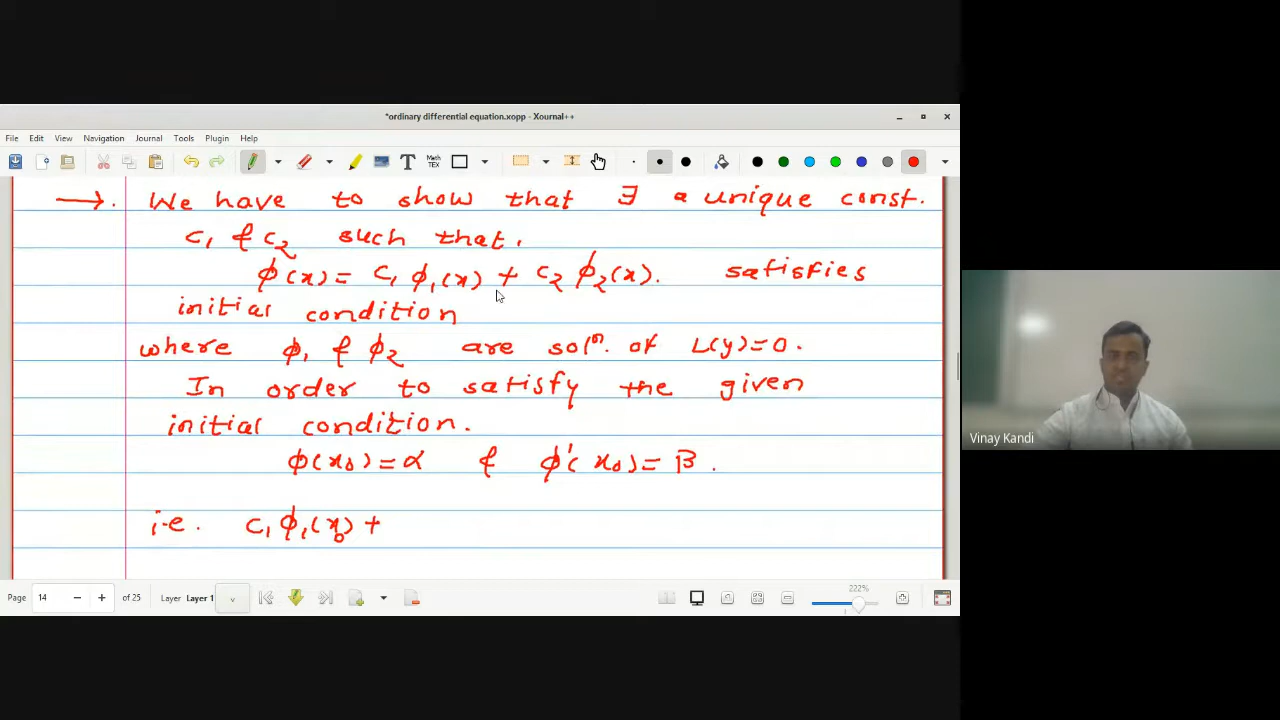 *ordinary differential equation.xopp - Xournal++
File Edit View Navigation Journal Tools Plugin Help
→. We have to show that ∃ a unique const.
c₁ & c₂ such that.
ϕ(x) = c₁ ϕ₁(x) + c₂ ϕ₂(x). satisfies
initial condition
where ϕ₁ & ϕ₂ are solⁿ. of L(y)=0.
In order to satisfy the given
initial condition.
ϕ(x₀) = α & ϕ'(x₀) = β.
i.e. c₁ ϕ₁(x₀) +
Page 14 of 25 Layer Layer 1 222%
Vinay Kandi